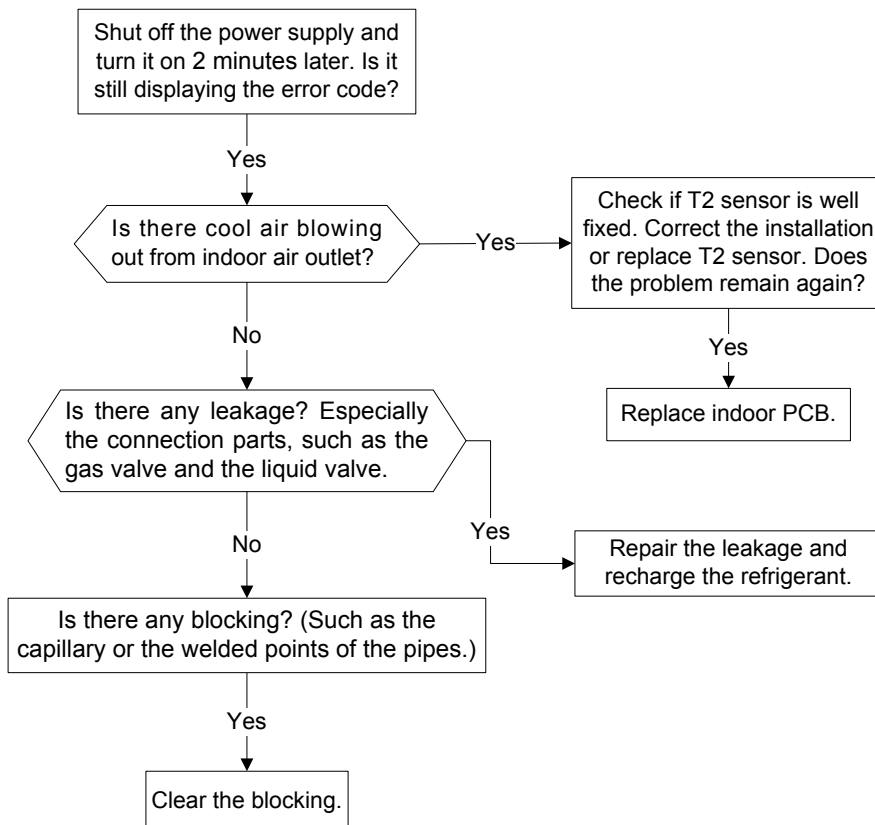 Shut off the power supply and
turn it on 2 minutes later. Is it
still displaying the error code?
Yes
Is there cool air blowing
out from indoor air outlet?
Yes
Check if T2 sensor is well
fixed. Correct the installation
or replace T2 sensor. Does
the problem remain again?
Yes
Replace indoor PCB.
No
Is there any leakage? Especially
the connection parts, such as the
gas valve and the liquid valve.
Yes
Repair the leakage and
recharge the refrigerant.
No
Is there any blocking? (Such as the
capillary or the welded points of the pipes.)
Yes
Clear the blocking.